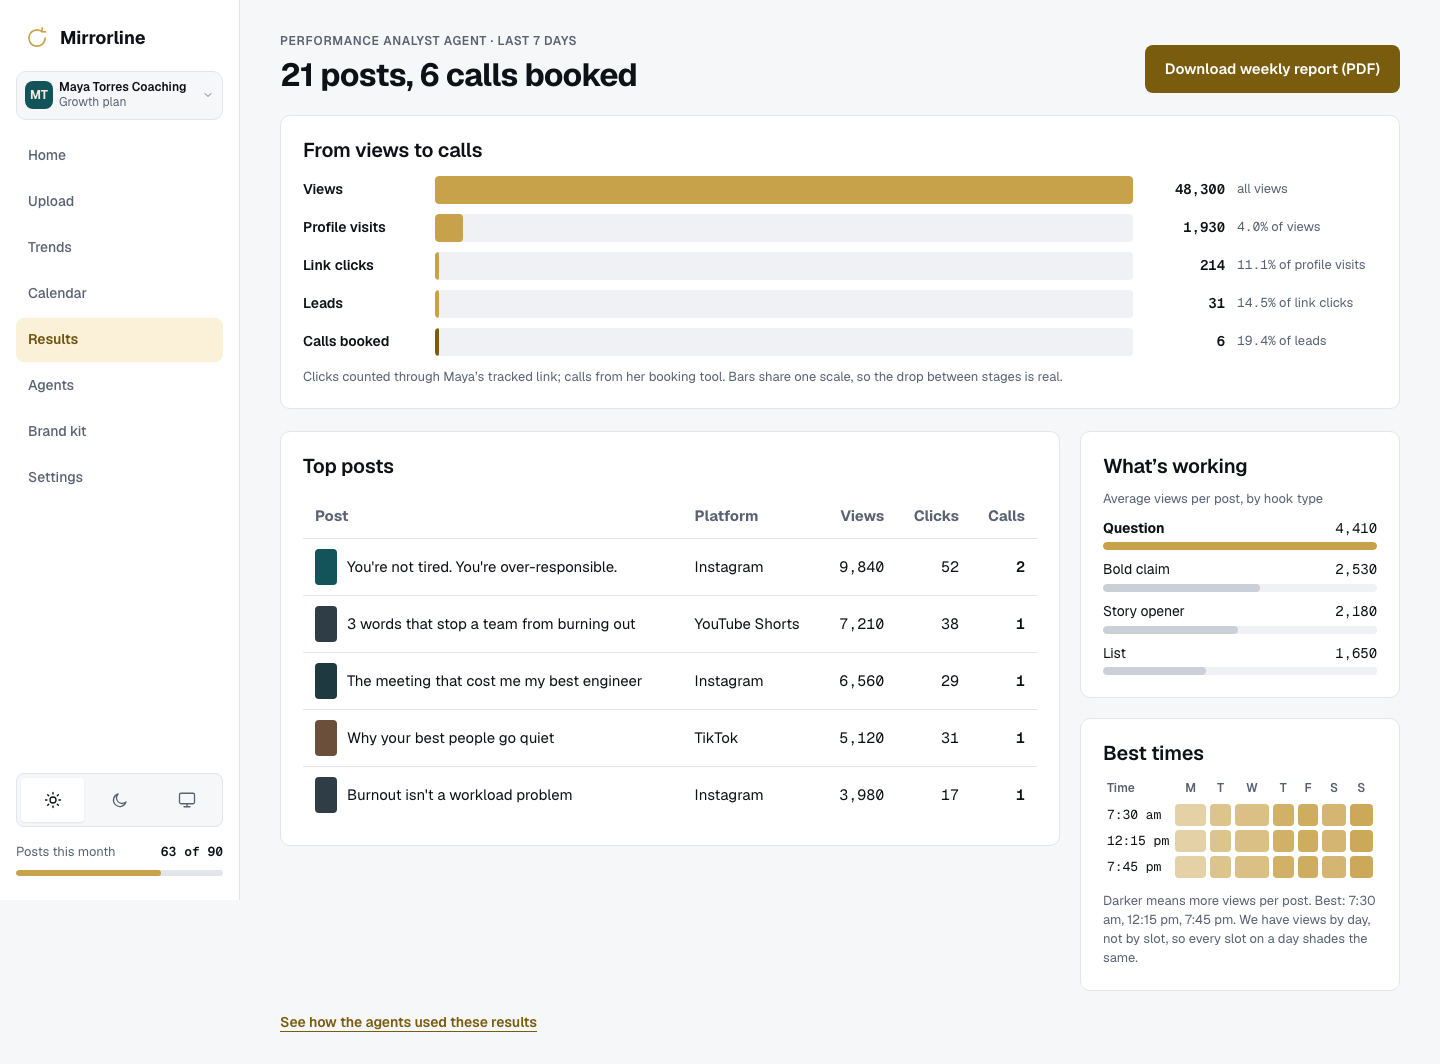 Mirrorline
MT
Maya Torres Coaching
Growth plan
Home
Upload
Trends
Calendar
Results
Agents
Brand kit
Settings
Posts this month 63 of 90
PERFORMANCE ANALYST AGENT · LAST 7 DAYS
21 posts, 6 calls booked
Download weekly report (PDF)
From views to calls
Views 48,300 all views
Profile visits 1,930 4.0% of views
Link clicks 214 11.1% of profile visits
Leads 31 14.5% of link clicks
Calls booked 6 19.4% of leads
Clicks counted through Maya’s tracked link; calls from her booking tool. Bars share one scale, so the drop between stages is real.
Top posts
Post Platform Views Clicks Calls
You're not tired. You're over-responsible. Instagram 9,840 52 2
3 words that stop a team from burning out YouTube Shorts 7,210 38 1
The meeting that cost me my best engineer Instagram 6,560 29 1
Why your best people go quiet TikTok 5,120 31 1
Burnout isn't a workload problem Instagram 3,980 17 1
What’s working
Average views per post, by hook type
Question 4,410
Bold claim 2,530
Story opener 2,180
List 1,650
Best times
Time M T W T F S S
7:30 am
12:15 pm
7:45 pm
Darker means more views per post. Best: 7:30
am, 12:15 pm, 7:45 pm. We have views by day,
not by slot, so every slot on a day shades the
same.
See how the agents used these results